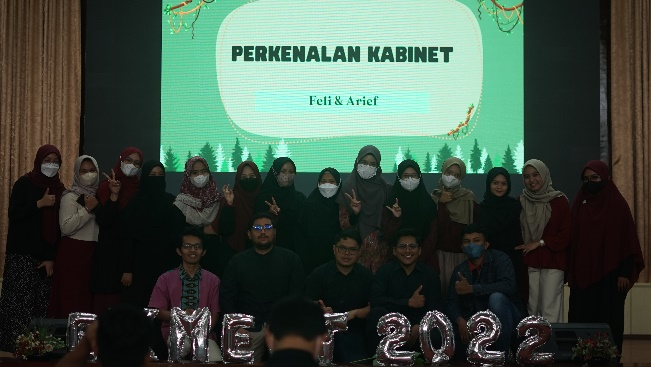 PERKENALAN KABINET
Feli & Arief
2022